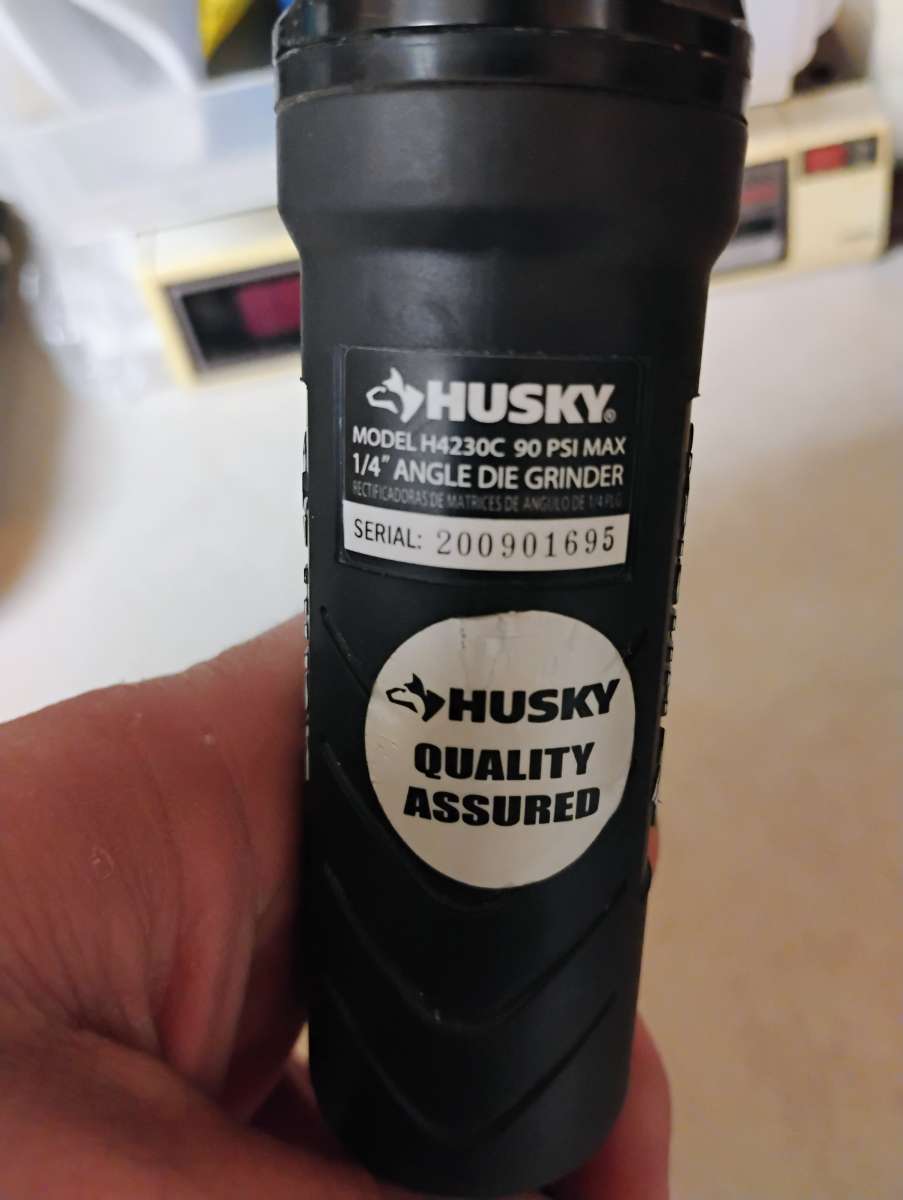 HUSKY®
MODEL H4230C 90 PSI MAX
1/4" ANGLE DIE GRINDER
RECTIFICADORAS DE MATRICES DE ANGULO DE 1/4 PLG
SERIAL: 200901695
HUSKY
QUALITY
ASSURED